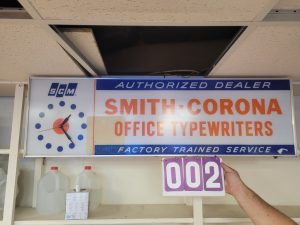 SCM
AUTHORIZED DEALER
SMITH-CORONA
OFFICE TYPEWRITERS
FACTORY TRAINED SERVICE
002